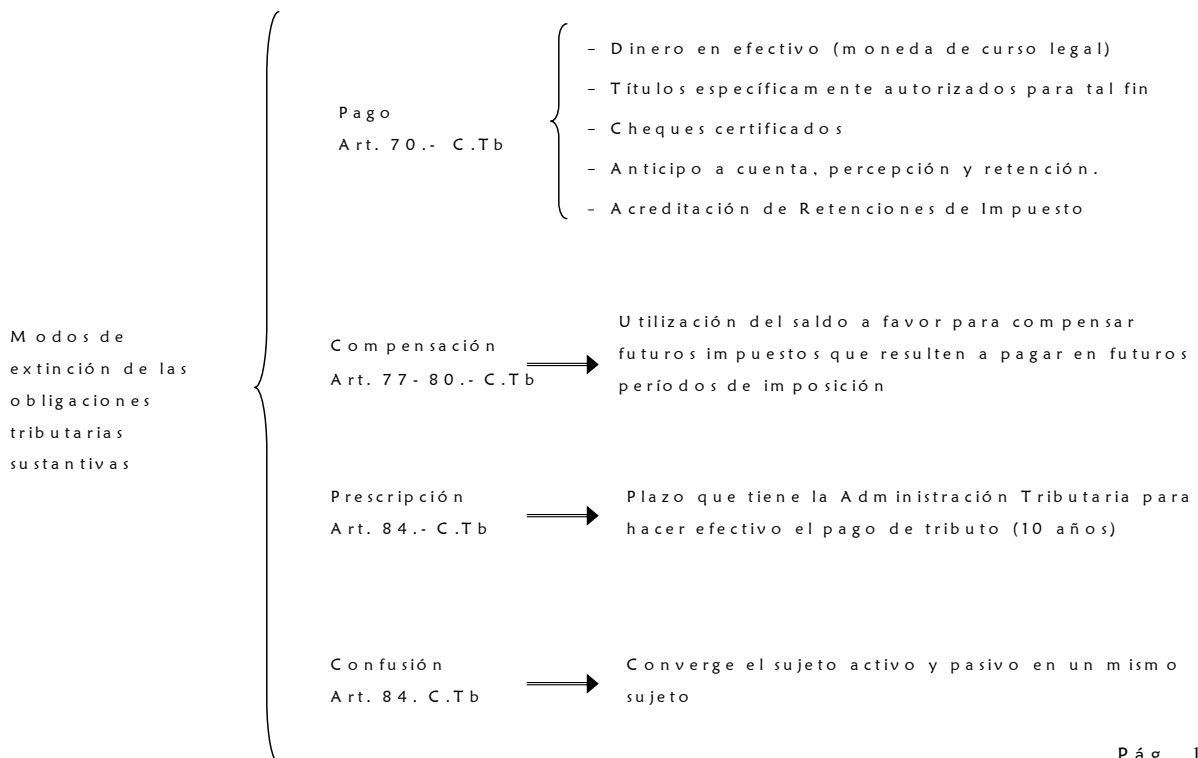 Modos de
extinción de las
obligaciones
tributarias
sustantivas
Pago
Art. 70.- C.Tb
- Dinero en efectivo (moneda de curso legal)
- Títulos específicamente autorizados para tal fin
- Cheques certificados
- Anticipo a cuenta, percepción y retención.
- Acreditación de Retenciones de Impuesto
Compensación
Art. 77- 80.- C.Tb
Utilización del saldo a favor para compensar
futuros impuestos que resulten a pagar en futuros
períodos de imposición
Prescripción
Art. 84.- C.Tb
Plazo que tiene la Administración Tributaria para
hacer efectivo el pago de tributo (10 años)
Confusión
Art. 84. C.Tb
Converge el sujeto activo y pasivo en un mismo
sujeto
Pág. 1